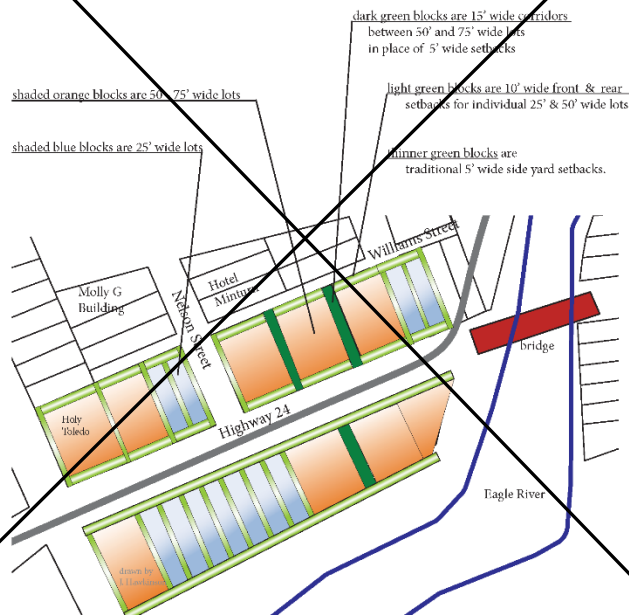 dark green blocks are 15' wide corridors
between 50' and 75' wide lots
in place of 5' wide setbacks
shaded orange blocks are 50 - 75' wide lots
light green blocks are 10' wide front & rear
setbacks for individual 25' & 50' wide lots
shaded blue blocks are 25' wide lots
thinner green blocks are
traditional 5' wide side yard setbacks.
Williams Street
Molly G
Building
Hotel
Minturn
Nelson Street
bridge
Holy
Toledo
Highway 24
Eagle River
drawn by